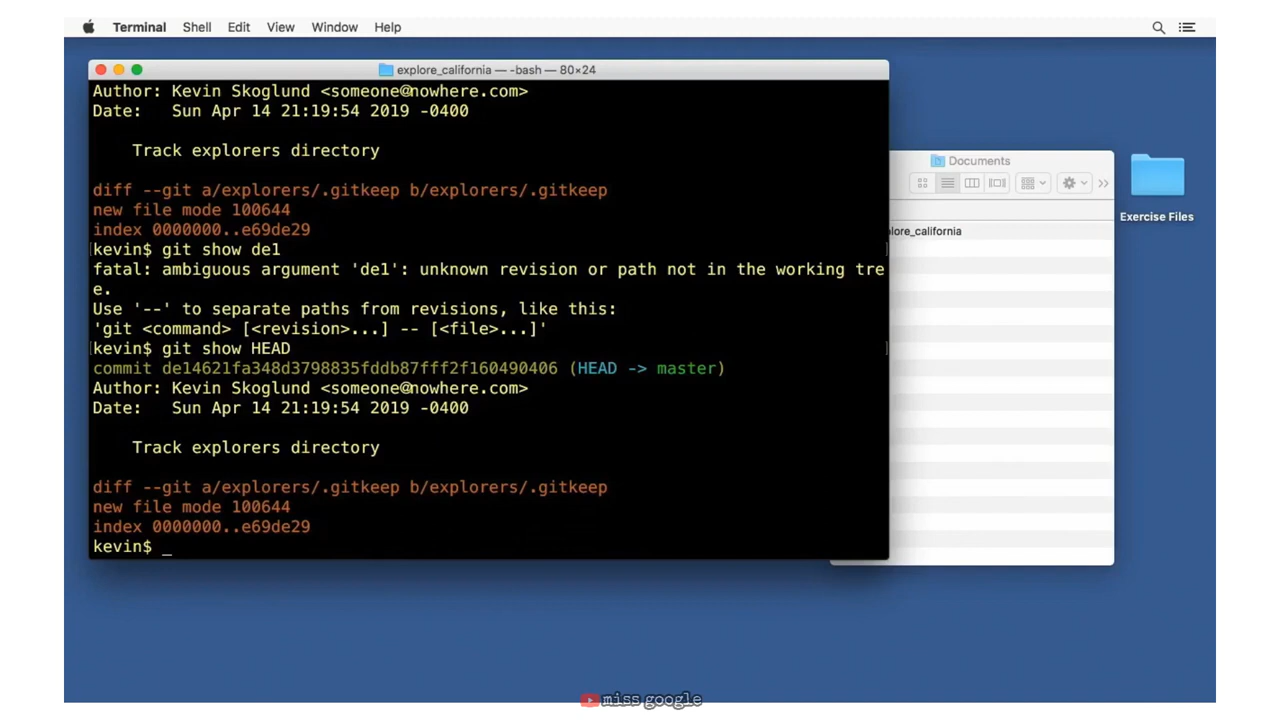 Terminal Shell Edit View Window Help
explore_california — -bash — 80×24
Author: Kevin Skoglund <someone@nowhere.com>
Date:   Sun Apr 14 21:19:54 2019 -0400
    Track explorers directory
diff --git a/explorers/.gitkeep b/explorers/.gitkeep
new file mode 100644
index 0000000..e69de29
kevin$ git show de1
fatal: ambiguous argument 'de1': unknown revision or path not in the working tre
e.
Use '--' to separate paths from revisions, like this:
'git <command> [<revision>...] -- [<file>...]'
kevin$ git show HEAD
commit de14621fa348d3798835fddb87fff2f160490406 (HEAD -> master)
Author: Kevin Skoglund <someone@nowhere.com>
Date:   Sun Apr 14 21:19:54 2019 -0400
    Track explorers directory
diff --git a/explorers/.gitkeep b/explorers/.gitkeep
new file mode 100644
index 0000000..e69de29
kevin$ _
Documents
lore_california
Exercise Files
miss google